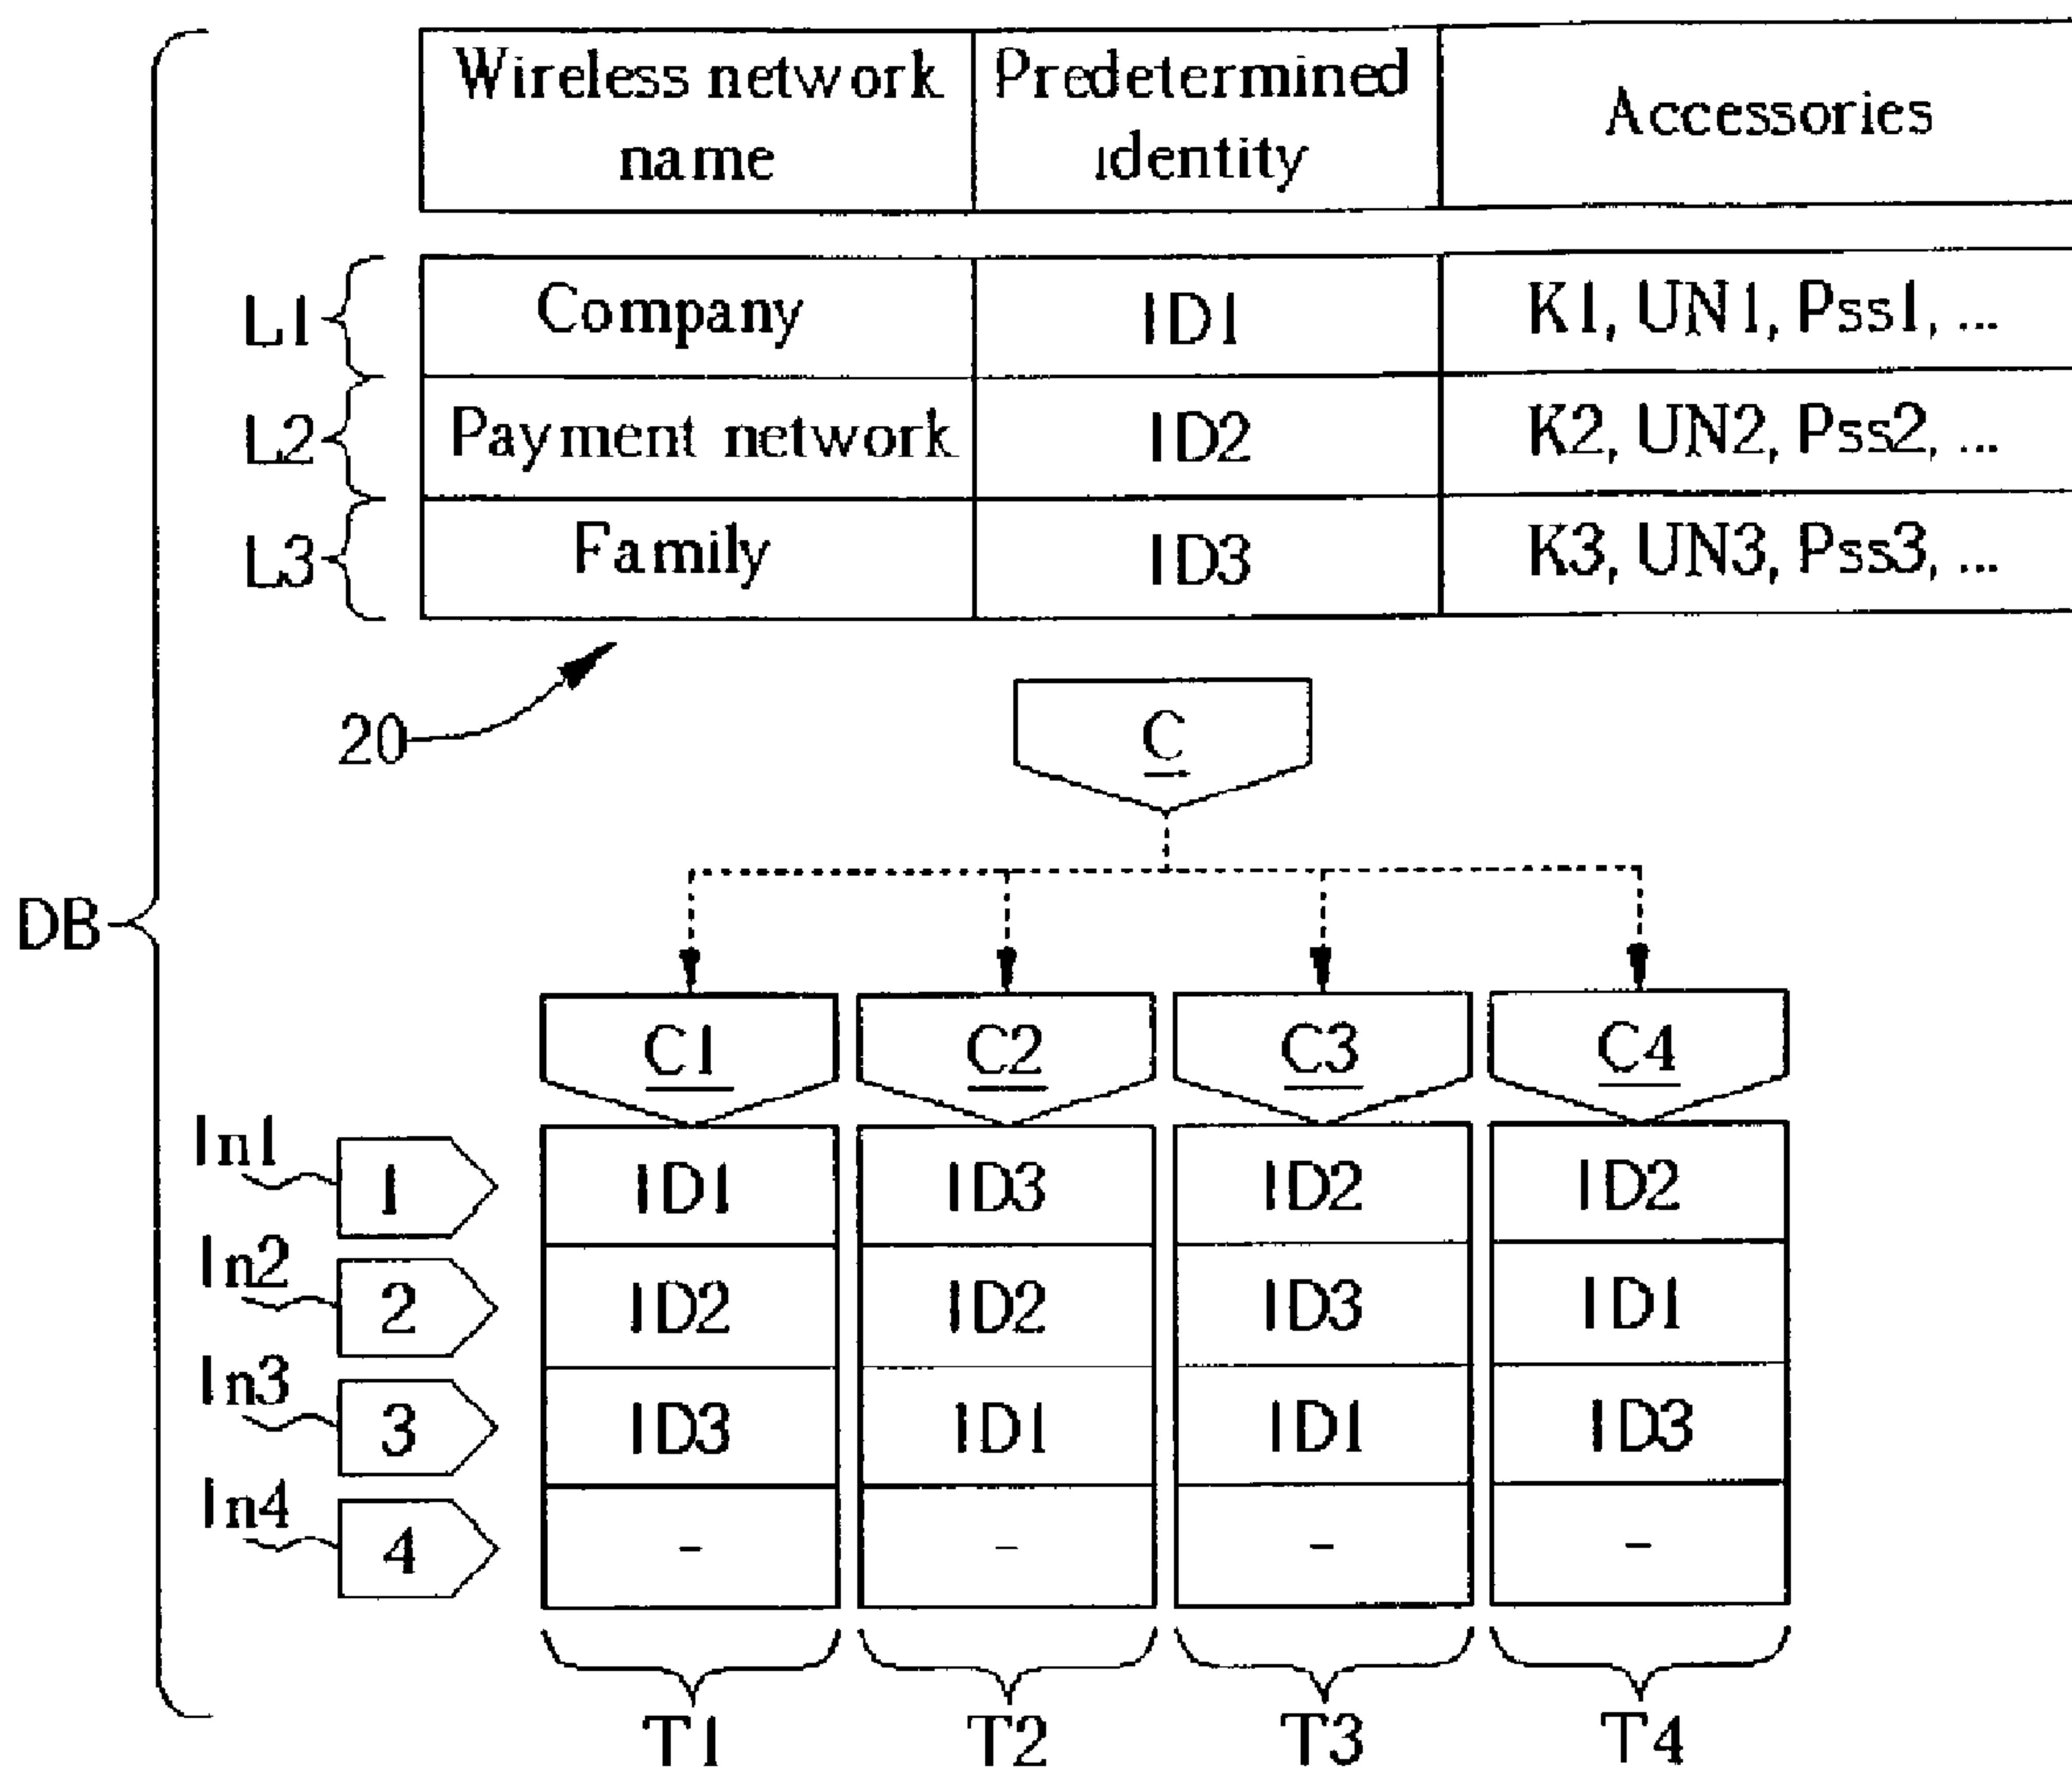 Wireless network name Predetermined identity Accessories
L1 Company ID1 K1, UN1, Pss1, ...
L2 Payment network ID2 K2, UN2, Pss2, ...
L3 Family ID3 K3, UN3, Pss3, ...
20
C
DB
C1 C2 C3 C4
In1 1 ID1 ID3 ID2 ID2
In2 2 ID2 ID2 ID3 ID1
In3 3 ID3 ID1 ID1 ID3
In4 4 - - - -
T1 T2 T3 T4